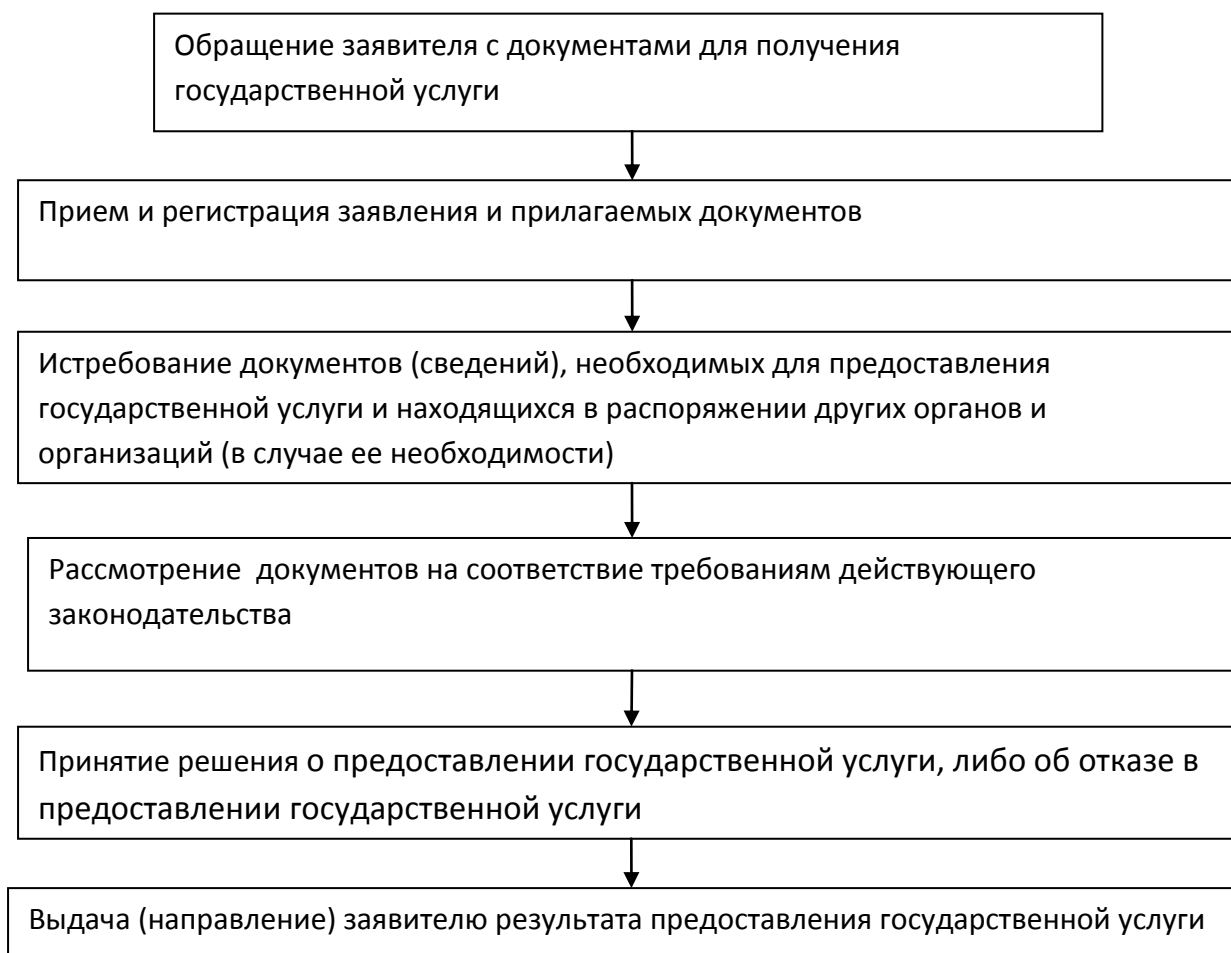 Обращение заявителя с документами для получения
государственной услуги
Прием и регистрация заявления и прилагаемых документов
Истребование документов (сведений), необходимых для предоставления
государственной услуги и находящихся в распоряжении других органов и
организаций (в случае ее необходимости)
Рассмотрение документов на соответствие требованиям действующего
законодательства
Принятие решения о предоставлении государственной услуги, либо об отказе в
предоставлении государственной услуги
Выдача (направление) заявителю результата предоставления государственной услуги